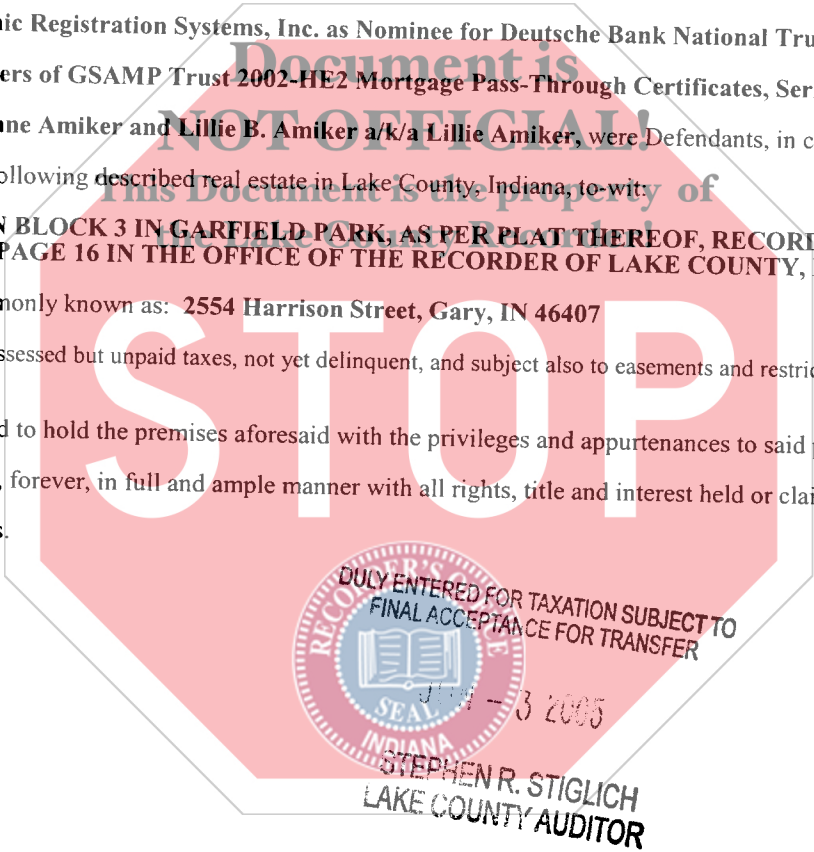 ic Registration Systems, Inc. as Nominee for Deutsche Bank National Tru
Document is
ers of GSAMP Trust 2002-HE2 Mortgage Pass-Through Certificates, Ser
NOT OFFICIAL!
ne Amiker and Lillie B. Amiker a/k/a Lillie Amiker, were Defendants, in c
ollowing described real estate in Lake County, Indiana, to-wit:
This Document is the property of
the Lake County Recorder!
N BLOCK 3 IN GARFIELD PARK, AS PER PLAT THEREOF, RECOR
PAGE 16 IN THE OFFICE OF THE RECORDER OF LAKE COUNTY,
monly known as: 2554 Harrison Street, Gary, IN 46407
STOP
ssessed but unpaid taxes, not yet delinquent, and subject also to easements and restric
d to hold the premises aforesaid with the privileges and appurtenances to said
, forever, in full and ample manner with all rights, title and interest held or clai
s.
RECORDER'S OFFICE
SEAL
INDIANA
DULY ENTERED FOR TAXATION SUBJECT TO
FINAL ACCEPTANCE FOR TRANSFER
- 3 2005
STEPHEN R. STIGLICH
LAKE COUNTY AUDITOR